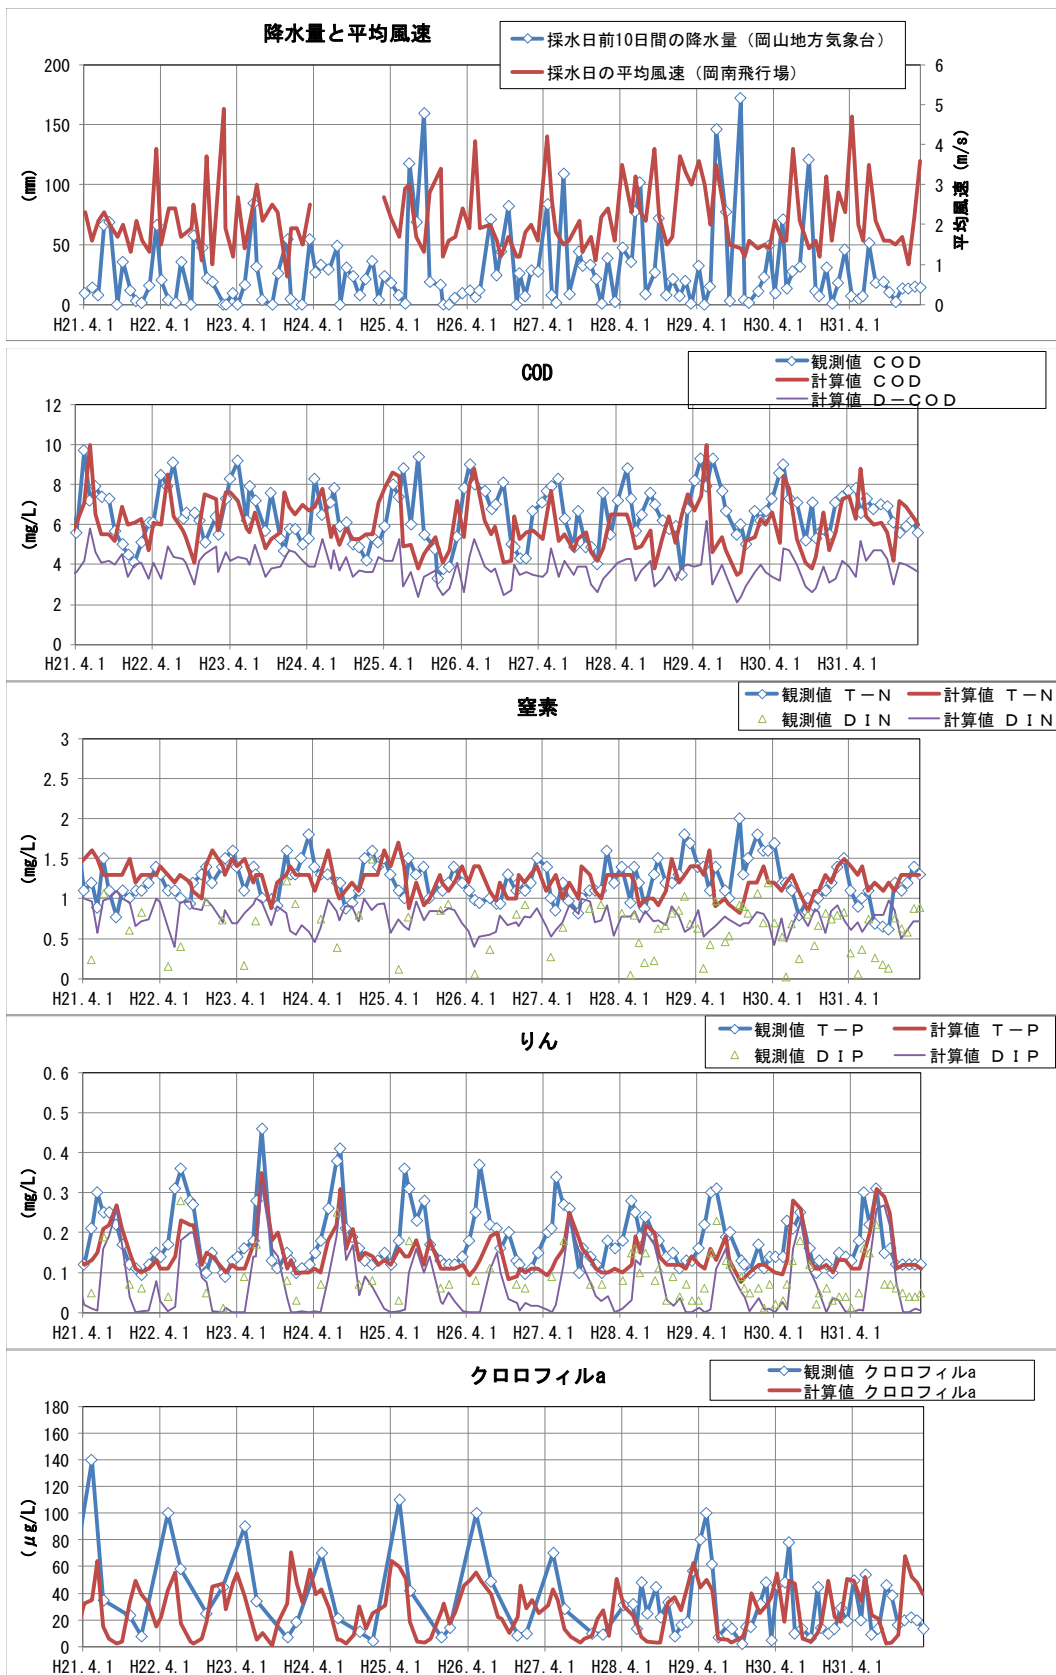 降水量と平均風速
採水日前10日間の降水量（岡山地方気象台）
採水日の平均風速（岡南飛行場）
200
150
100
50
0
(mm)
6
5
4
3
2
1
0
平均風速 (m/s)
H21.4.1 H22.4.1 H23.4.1 H24.4.1 H25.4.1 H26.4.1 H27.4.1 H28.4.1 H29.4.1 H30.4.1 H31.4.1
COD
観測値 ＣＯＤ
計算値 ＣＯＤ
計算値 Ｄ－ＣＯＤ
12
10
8
6
4
2
0
(mg/L)
H21.4.1 H22.4.1 H23.4.1 H24.4.1 H25.4.1 H26.4.1 H27.4.1 H28.4.1 H29.4.1 H30.4.1 H31.4.1
窒素
観測値 Ｔ－Ｎ 計算値 Ｔ－Ｎ
観測値 ＤＩＮ 計算値 ＤＩＮ
3
2.5
2
1.5
1
0.5
0
(mg/L)
H21.4.1 H22.4.1 H23.4.1 H24.4.1 H25.4.1 H26.4.1 H27.4.1 H28.4.1 H29.4.1 H30.4.1 H31.4.1
りん
観測値 Ｔ－Ｐ 計算値 Ｔ－Ｐ
観測値 ＤＩＰ 計算値 ＤＩＰ
0.6
0.5
0.4
0.3
0.2
0.1
0
(mg/L)
H21.4.1 H22.4.1 H23.4.1 H24.4.1 H25.4.1 H26.4.1 H27.4.1 H28.4.1 H29.4.1 H30.4.1 H31.4.1
クロロフィルa
観測値 クロロフィルa
計算値 クロロフィルa
180
160
140
120
100
80
60
40
20
0
(μg/L)
H21.4.1 H22.4.1 H23.4.1 H24.4.1 H25.4.1 H26.4.1 H27.4.1 H28.4.1 H29.4.1 H30.4.1 H31.4.1